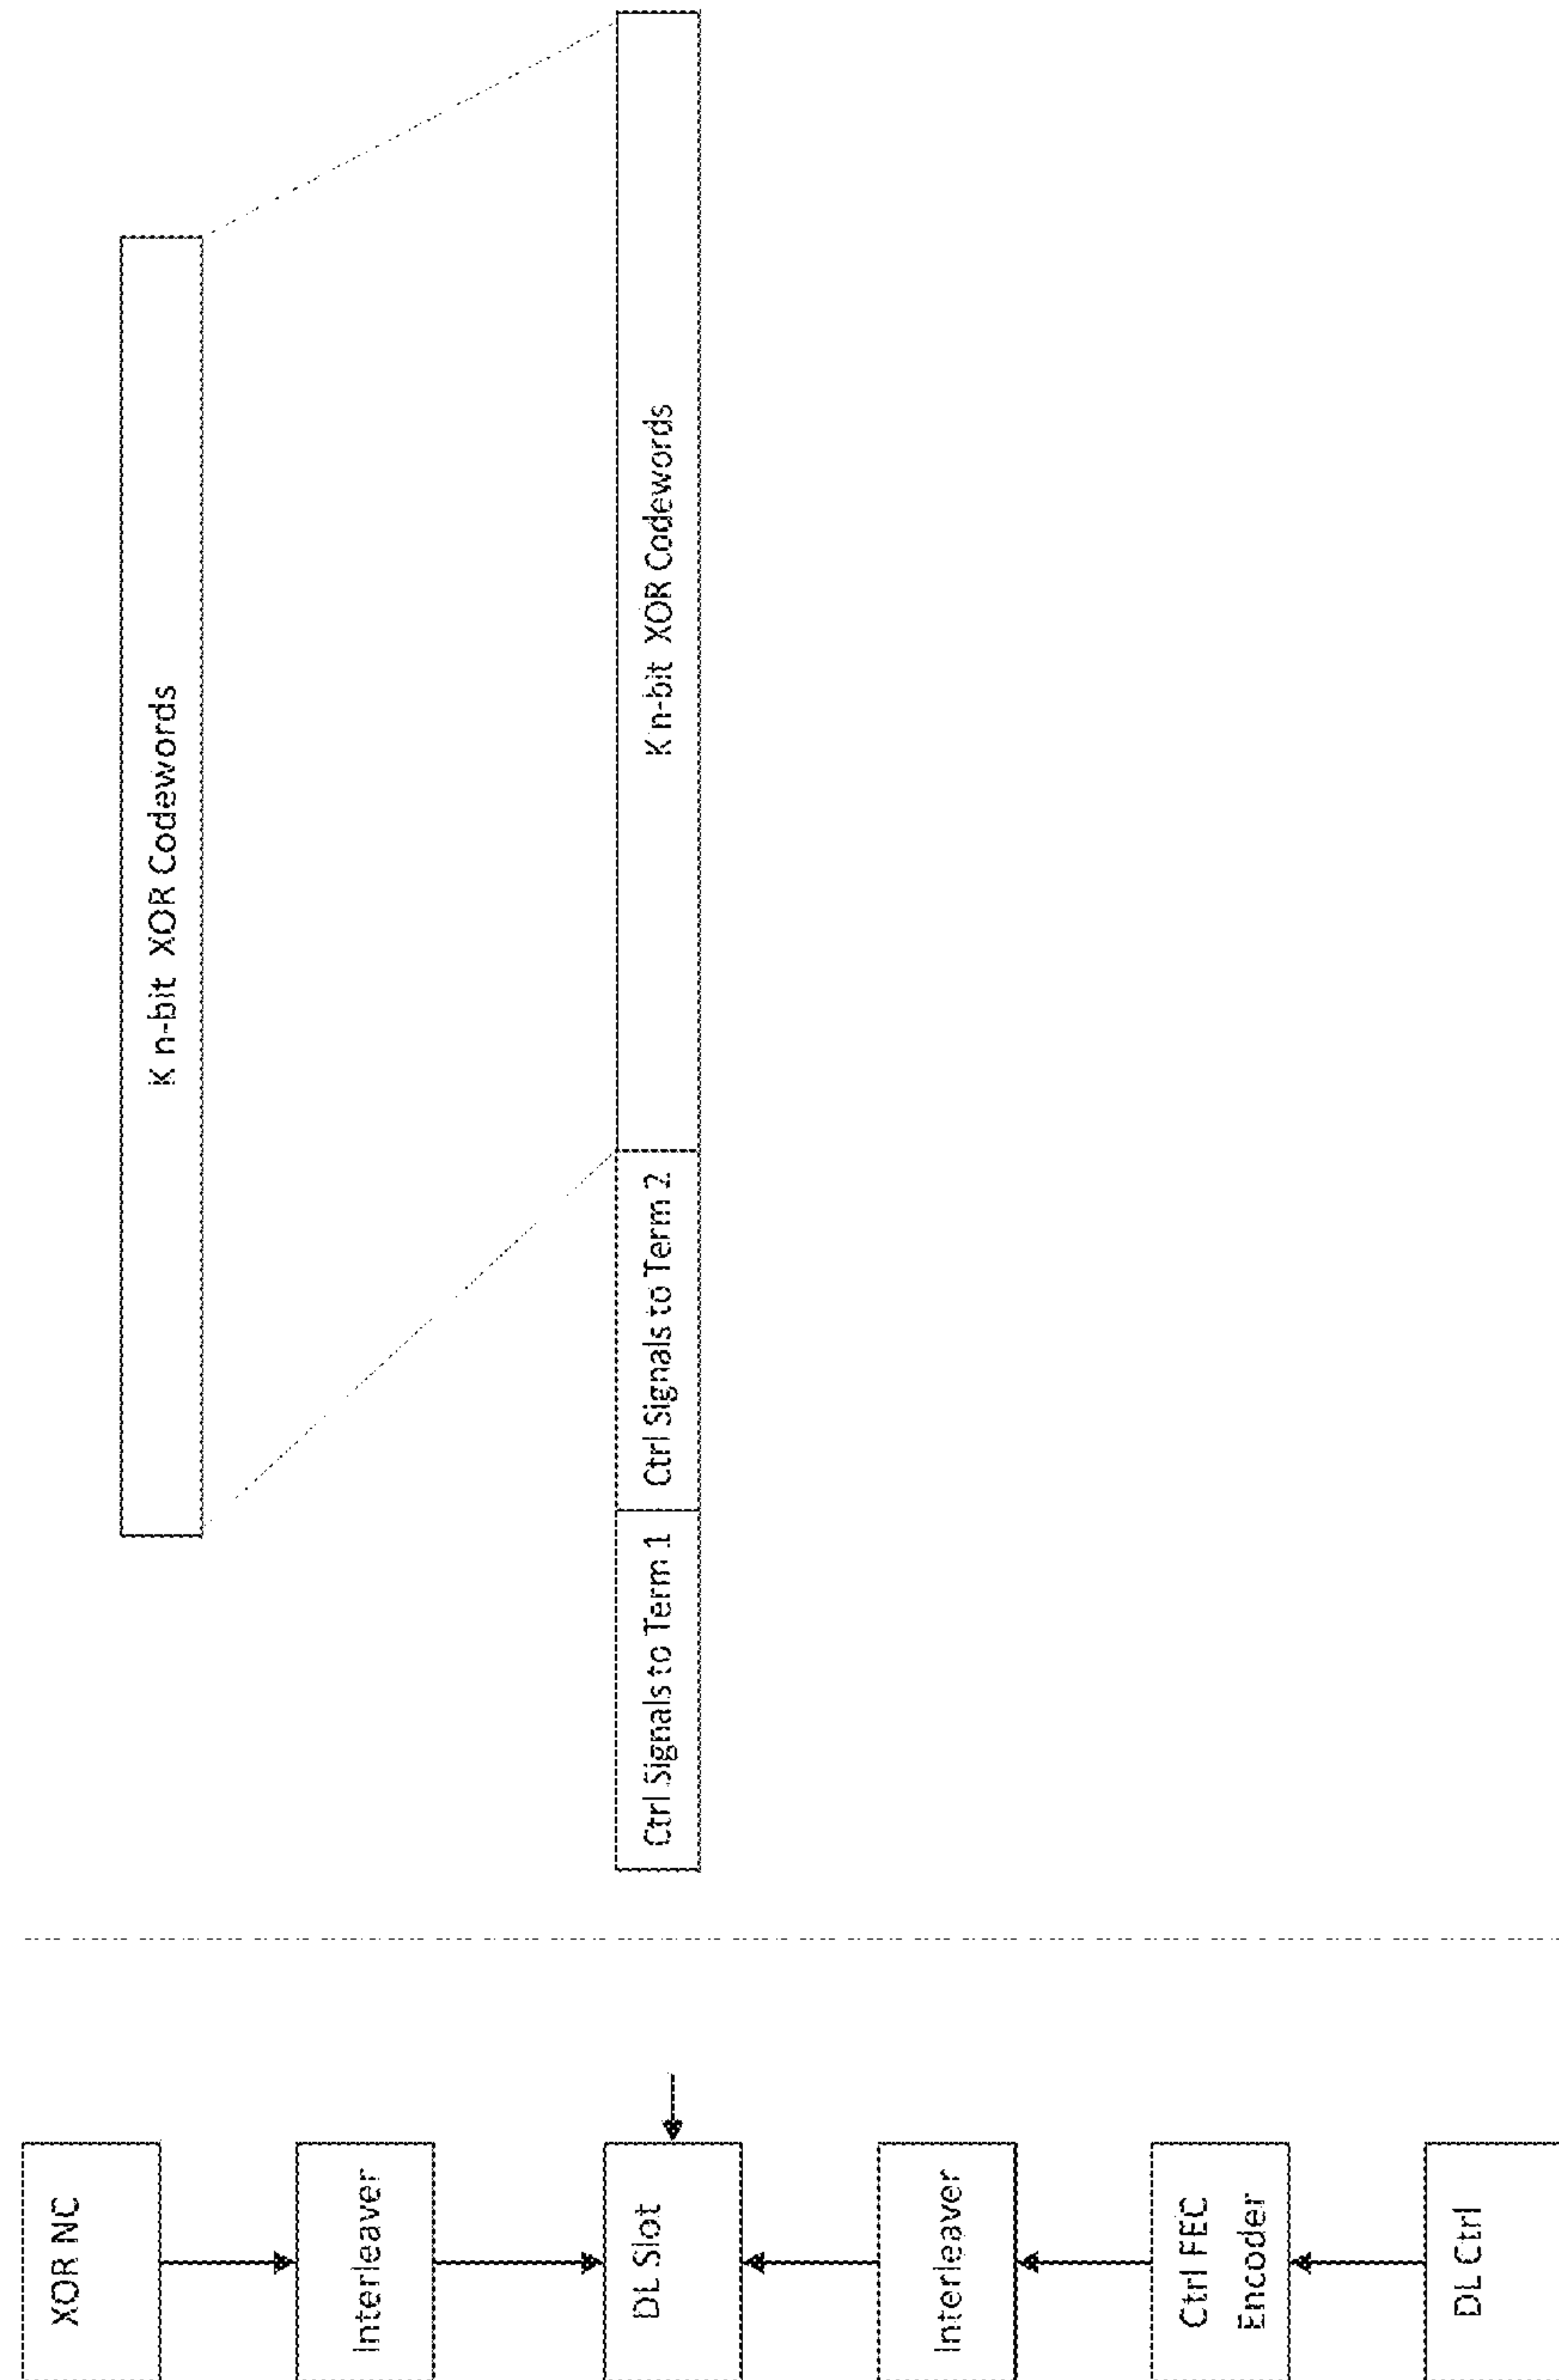 XOR NC
Interleaver
DL Slot
Interleaver
Ctrl FEC
Encoder
DL Ctrl
K n-bit XOR Codewords
Ctrl Signals to Term 1
Ctrl Signals to Term 2
K n-bit XOR Codewords